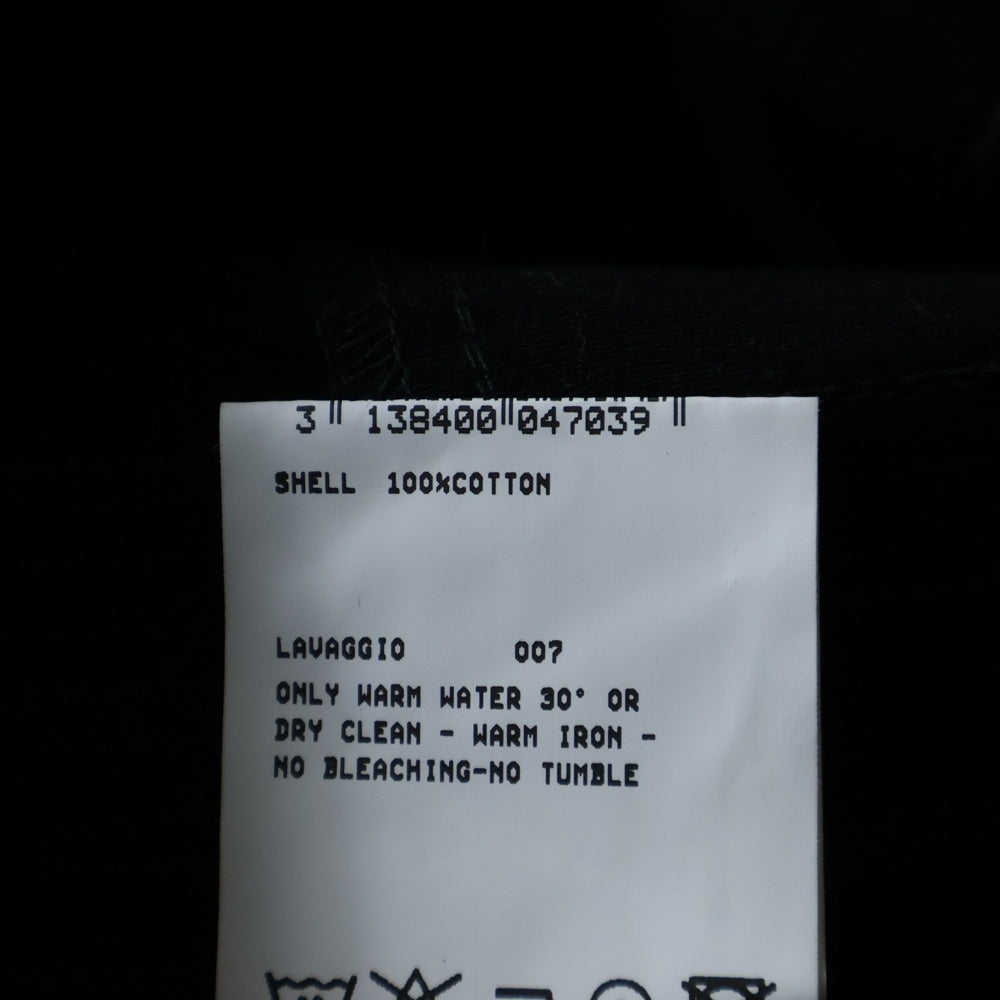 3 138400 047039
SHELL 100%COTTON
LAVAGGIO 007
ONLY WARM WATER 30° OR
DRY CLEAN - WARM IRON -
NO BLEACHING-NO TUMBLE